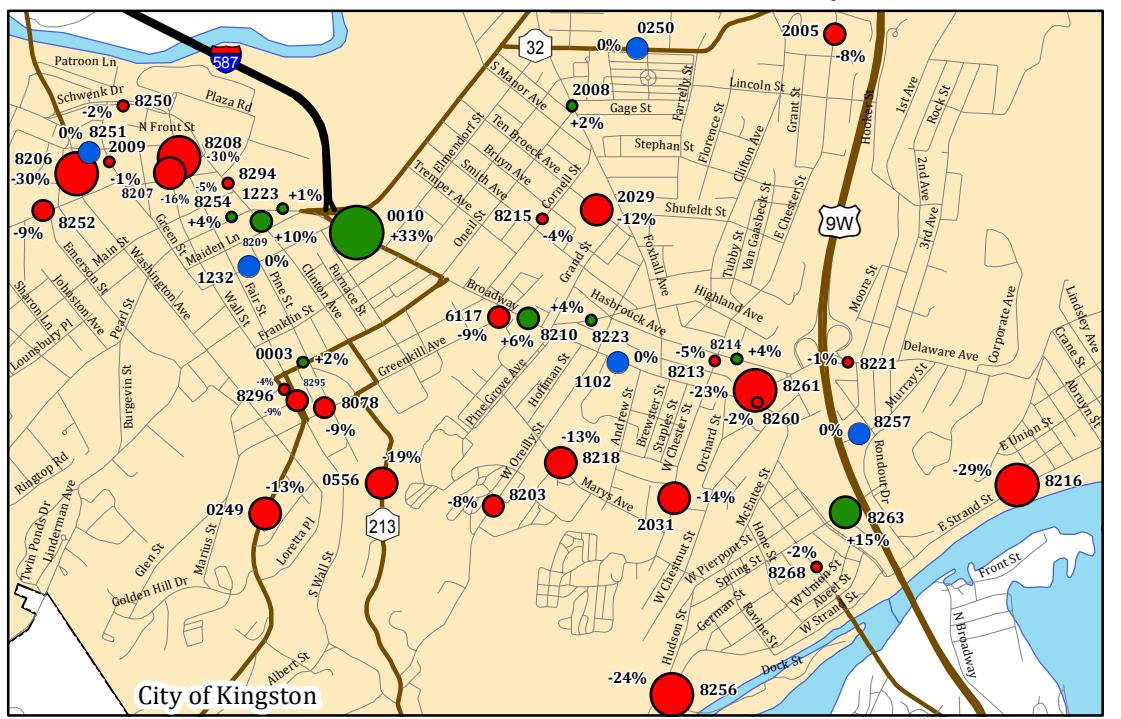 0250
0%
32
2005
-8%
587
Patroon Ln
Schwenk Dr
8250
-2%
Plaza Rd
S Manor Ave
2008
+2%
Gage St
Farrelly St
Lincoln St
Grant St
Hooker St
1st Ave
Rock St
0%
8251
2009
-1%
N Front St
8208
-30%
8206
-30%
8207
-16%
-5%
8294
1223
+1%
8254
+4%
8209
+10%
0010
+33%
Elmendorf St
Ten Broeck Ave
Bruyn Ave
Smith Ave
Tremper Ave
Oneil St
Cornell St
8215
-4%
2029
-12%
Stephan St
Florence St
Clifton Ave
Shufeldt St
Van Gaasbeck St
E Chester St
Tubby St
9W
2nd Ave
3rd Ave
8252
-9%
Emerson St
Main St
Green St
Maiden Ln
Washington Ave
Johnston Ave
Sharon Ln
Lounsbury Pl
Pearl St
1232
0%
Wall St
Fair St
Pine St
Clinton Ave
Furnace St
Franklin St
Grand St
Foxhall Ave
Broadway
Hasbrouck Ave
Highland Ave
Moore St
Corporate Ave
Lindsley Ave
Crane St
Abruyn St
6117
-9%
+6%
8210
+4%
8223
Greenkill Ave
0003
+2%
-4%
8296
8295
-9%
8078
-9%
Burgevin St
Pine Grove Ave
Hoffman St
1102
0%
-5%
8213
8214
+4%
-23%
8261
-2%
8260
-1%
8221
Delaware Ave
Murray St
0%
8257
Rondout Dr
E Union St
-29%
8216
E Strand St
Andrew St
Brewster St
Staples St
W Chester St
Orchard St
W Oreilly St
-13%
8218
Marys Ave
-14%
2031
McEntee St
8263
+15%
-19%
0556
-8%
8203
213
-13%
0249
Ringtop Rd
Linderman Ave
Twin Ponds Dr
Glen St
Marius St
Loretta Pl
Golden Hill Dr
S Wall St
Albert St
W Chestnut St
W Pierpont St
Hone St
Spring St
German St
Ravine St
-2%
8268
W Union St
Abeel St
W Strand St
Hudson St
Dock St
Front St
N Broadway
-24%
8256
City of Kingston